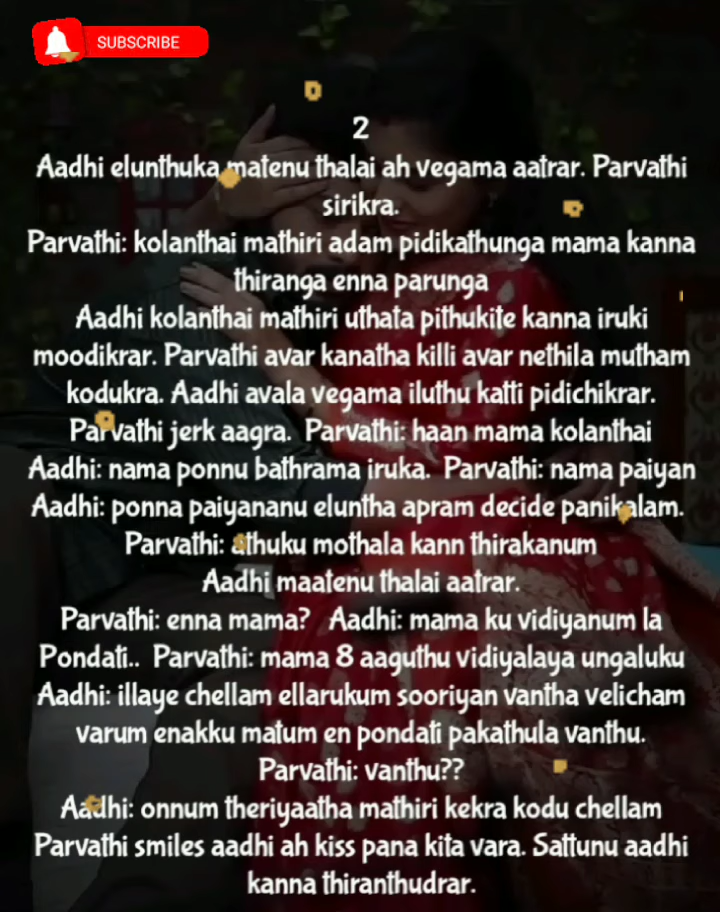 SUBSCRIBE
2
Aadhi elunthuka matenu thalai ah vegama aatrar. Parvathi
sirikra.
Parvathi: kolanthai mathiri adam pidikathunga mama kanna
thiranga enna parunga
Aadhi kolanthai mathiri uthata pithukite kanna iruki
moodikrar. Parvathi avar kanatha killi avar nethila mutham
kodukra. Aadhi avala vegama iluthu katti pidichikrar.
Parvathi jerk aagra. Parvathi: haan mama kolanthai
Aadhi: nama ponnu bathrama iruka. Parvathi: nama paiyan
Aadhi: ponna paiyananu eluntha apram decide panikalam.
Parvathi: athuku mothala kann thirakanum
Aadhi maatenu thalai aatrar.
Parvathi: enna mama? Aadhi: mama ku vidiyanum la
Pondati.. Parvathi: mama 8 aaguthu vidiyalaya ungaluku
Aadhi: illaye chellam ellarukum sooriyan vantha velicham
varum enakku matum en pondati pakathula vanthu.
Parvathi: vanthu??
Aadhi: onnum theriyaatha mathiri kekra kodu chellam
Parvathi smiles aadhi ah kiss pana kita vara. Sattunu aadhi
kanna thiranthudrar.